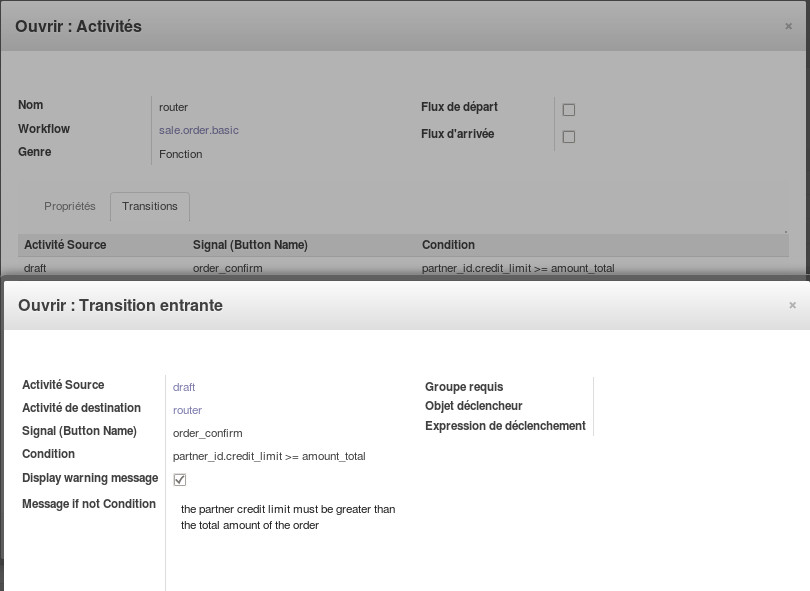 Ouvrir : Activités
×
Nom router
Flux de départ
Workflow sale.order.basic
Flux d'arrivée
Genre Fonction
Propriétés Transitions
Activité Source Signal (Button Name) Condition
draft order_confirm partner_id.credit_limit >= amount_total
Ouvrir : Transition entrante
×
Activité Source draft
Activité de destination router
Signal (Button Name) order_confirm
Condition partner_id.credit_limit >= amount_total
Display warning message
Message if not Condition the partner credit limit must be greater than
the total amount of the order
Groupe requis
Objet déclencheur
Expression de déclenchement